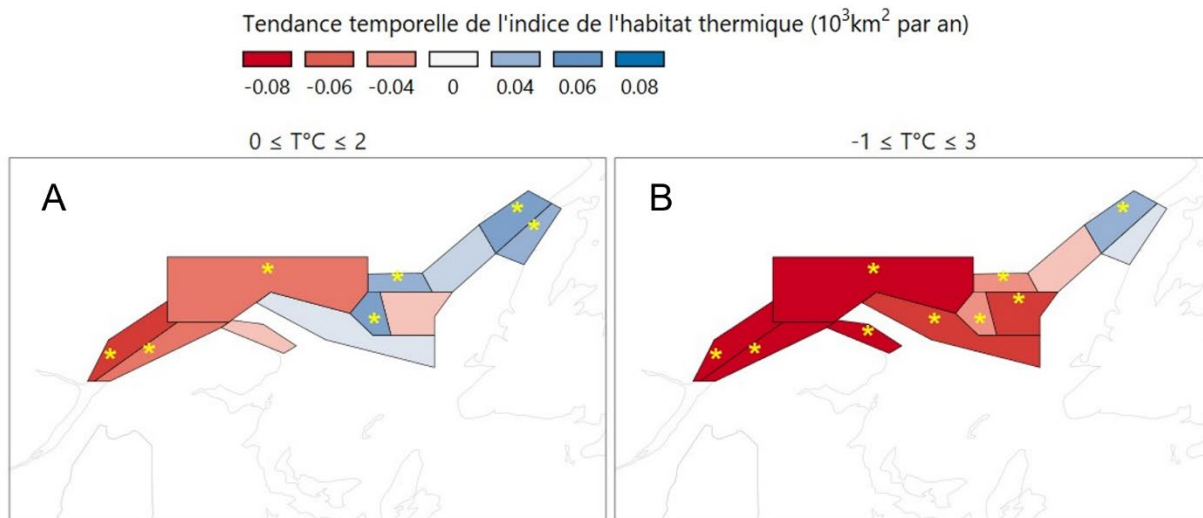 Tendance temporelle de l'indice de l'habitat thermique (10³km² par an)
-0.08 -0.06 -0.04 0 0.04 0.06 0.08
0 ≤ T°C ≤ 2 -1 ≤ T°C ≤ 3
A B